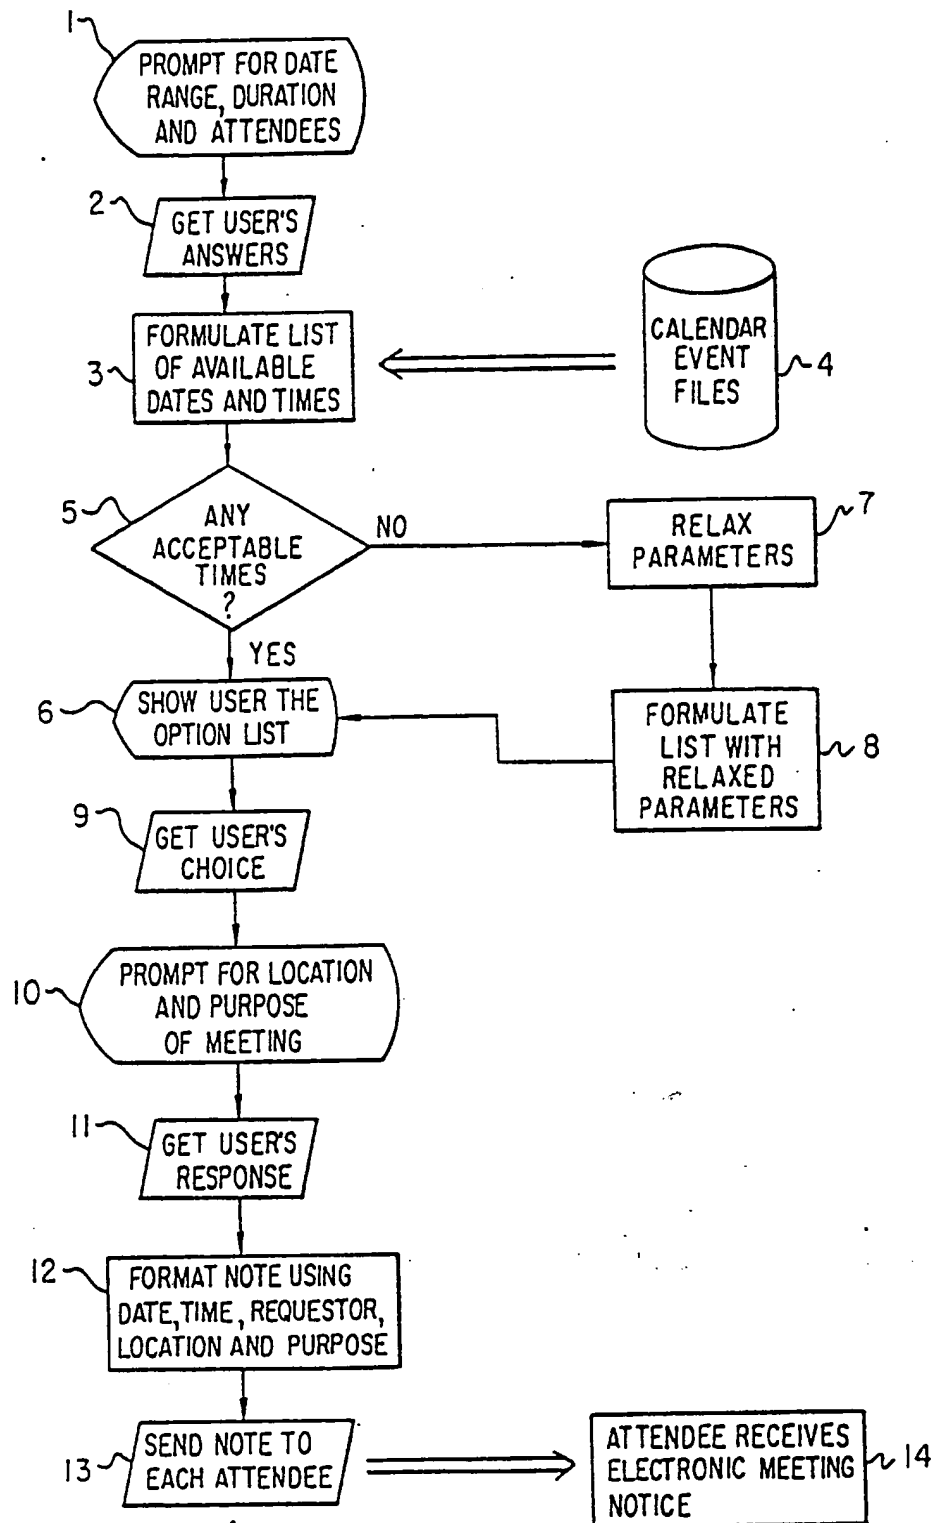 1
PROMPT FOR DATE
RANGE, DURATION
AND ATTENDEES
2
GET USER'S
ANSWERS
3
FORMULATE LIST
OF AVAILABLE
DATES AND TIMES
CALENDAR
EVENT
FILES
4
5
ANY
ACCEPTABLE
TIMES
?
NO
YES
RELAX
PARAMETERS
7
6
SHOW USER THE
OPTION LIST
FORMULATE
LIST WITH
RELAXED
PARAMETERS
8
9
GET USER'S
CHOICE
10
PROMPT FOR LOCATION
AND PURPOSE
OF MEETING
11
GET USER'S
RESPONSE
12
FORMAT NOTE USING
DATE, TIME, REQUESTOR,
LOCATION AND PURPOSE
13
SEND NOTE TO
EACH ATTENDEE
ATTENDEE RECEIVES
ELECTRONIC MEETING
NOTICE
14